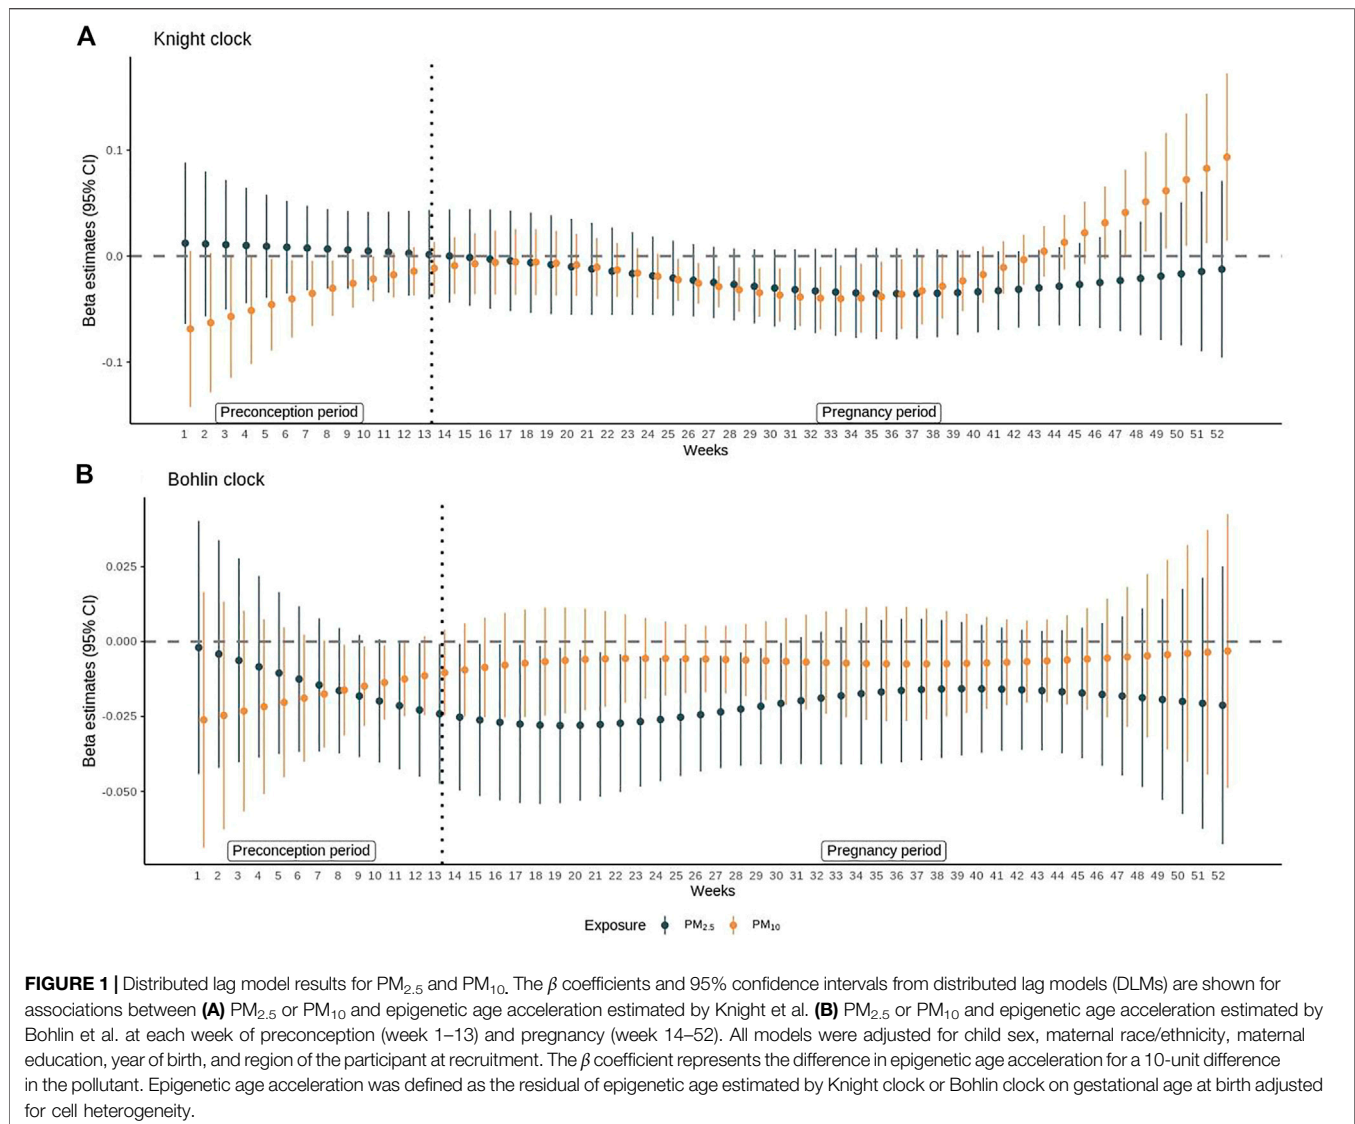 A
Knight clock
Beta estimates (95% CI)
0.1
0.0
-0.1
Preconception period
Pregnancy period
1 2 3 4 5 6 7 8 9 10 11 12 13 14 15 16 17 18 19 20 21 22 23 24 25 26 27 28 29 30 31 32 33 34 35 36 37 38 39 40 41 42 43 44 45 46 47 48 49 50 51 52
Weeks
B
Bohlin clock
Beta estimates (95% CI)
0.025
0.000
-0.025
-0.050
Preconception period
Pregnancy period
1 2 3 4 5 6 7 8 9 10 11 12 13 14 15 16 17 18 19 20 21 22 23 24 25 26 27 28 29 30 31 32 33 34 35 36 37 38 39 40 41 42 43 44 45 46 47 48 49 50 51 52
Weeks
Exposure PM2.5 PM10
FIGURE 1 | Distributed lag model results for PM2.5 and PM10. The β coefficients and 95% confidence intervals from distributed lag models (DLMs) are shown for
associations between (A) PM2.5 or PM10 and epigenetic age acceleration estimated by Knight et al. (B) PM2.5 or PM10 and epigenetic age acceleration estimated by
Bohlin et al. at each week of preconception (week 1–13) and pregnancy (week 14–52). All models were adjusted for child sex, maternal race/ethnicity, maternal
education, year of birth, and region of the participant at recruitment. The β coefficient represents the difference in epigenetic age acceleration for a 10-unit difference
in the pollutant. Epigenetic age acceleration was defined as the residual of epigenetic age estimated by Knight clock or Bohlin clock on gestational age at birth adjusted
for cell heterogeneity.